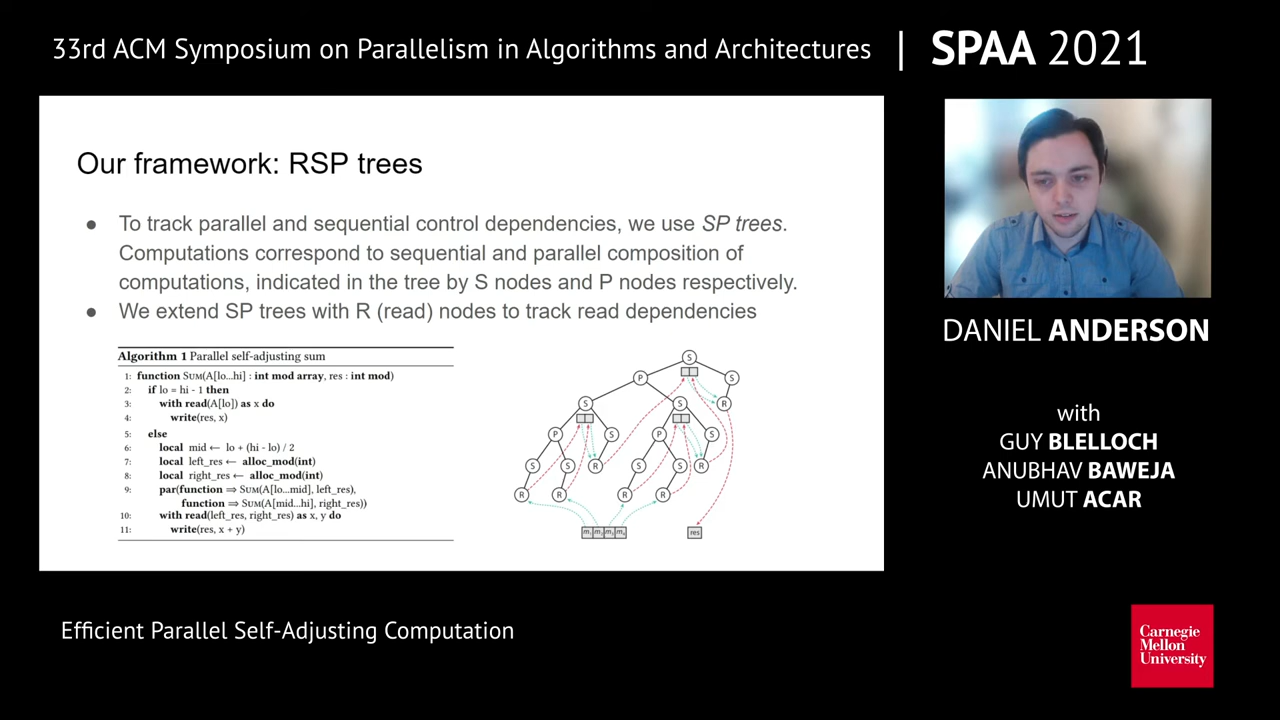 33rd ACM Symposium on Parallelism in Algorithms and Architectures | SPAA 2021
Our framework: RSP trees
● To track parallel and sequential control dependencies, we use SP trees.
Computations correspond to sequential and parallel composition of
computations, indicated in the tree by S nodes and P nodes respectively.
● We extend SP trees with R (read) nodes to track read dependencies
Algorithm 1 Parallel self-adjusting sum
1: function SUM(A[lo...hi] : int mod array, res : int mod)
2: if lo = hi - 1 then
3: with read(A[lo]) as x do
4: write(res, x)
5: else
6: local mid ← lo + (hi - lo) / 2
7: local left_res ← alloc_mod(int)
8: local right_res ← alloc_mod(int)
9: par(function ⇒ SUM(A[lo...mid], left_res),
function ⇒ SUM(A[mid...hi], right_res))
10: with read(left_res, right_res) as x, y do
11: write(res, x + y)
S
P S
S S R
P S P S
S S R S S R
R R R R
res
DANIEL ANDERSON
with
GUY BLELLOCH
ANUBHAV BAWEJA
UMUT ACAR
Efficient Parallel Self-Adjusting Computation
Carnegie
Mellon
University